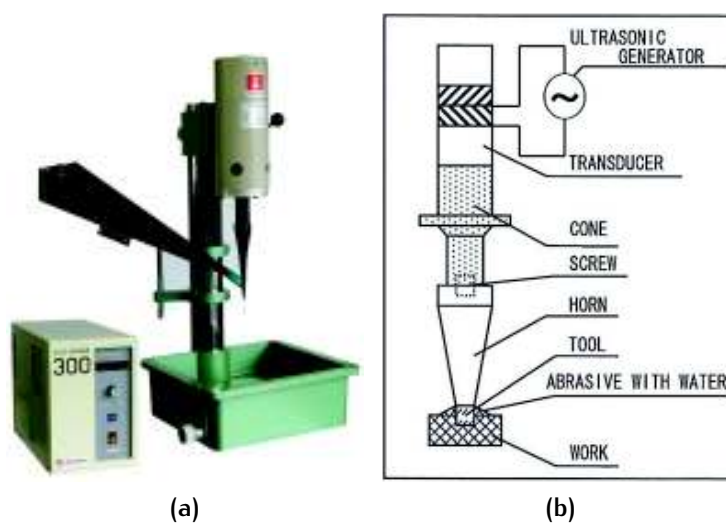 300
(a)
ULTRASONIC
GENERATOR
~
TRANSDUCER
CONE
SCREW
HORN
TOOL
ABRASIVE WITH WATER
WORK
(b)